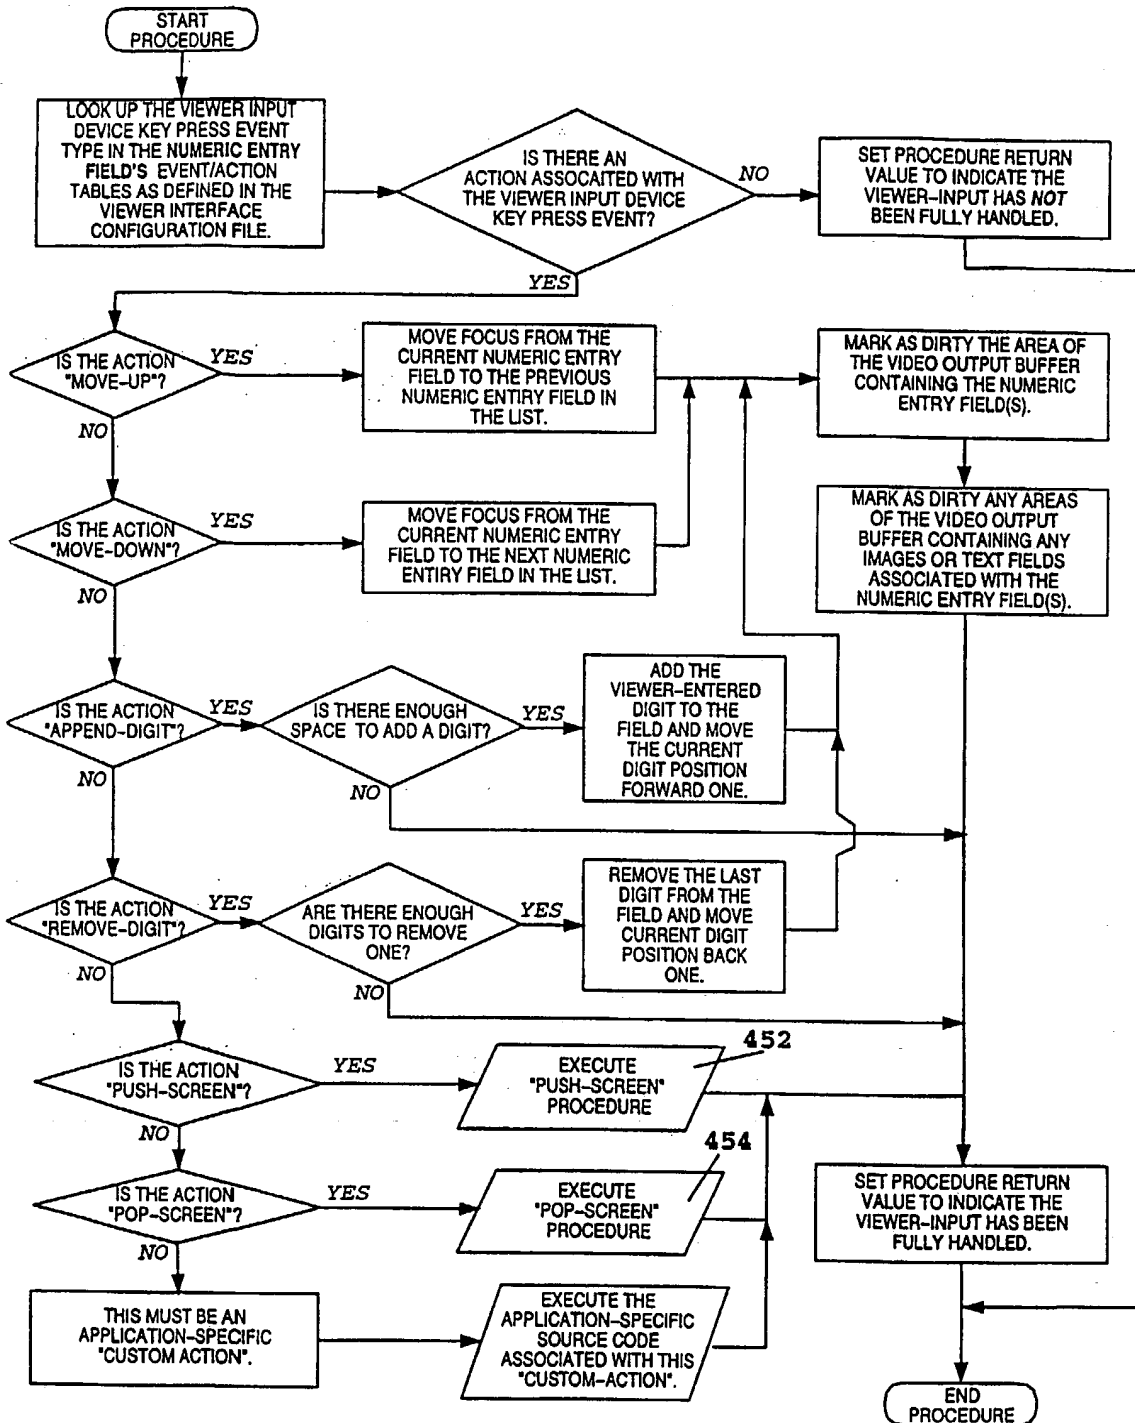 START
PROCEDURE
LOOK UP THE VIEWER INPUT
DEVICE KEY PRESS EVENT
TYPE IN THE NUMERIC ENTRY
FIELD'S EVENT/ACTION
TABLES AS DEFINED IN THE
VIEWER INTERFACE
CONFIGURATION FILE.
IS THERE AN
ACTION ASSOCAITED WITH
THE VIEWER INPUT DEVICE
KEY PRESS EVENT?
NO
SET PROCEDURE RETURN
VALUE TO INDICATE THE
VIEWER-INPUT HAS NOT
BEEN FULLY HANDLED.
YES
IS THE ACTION
"MOVE-UP"?
YES
MOVE FOCUS FROM THE
CURRENT NUMERIC ENTRY
FIELD TO THE PREVIOUS
NUMERIC ENTIRY FIELD IN
THE LIST.
MARK AS DIRTY THE AREA OF
THE VIDEO OUTPUT BUFFER
CONTAINING THE NUMERIC
ENTRY FIELD(S).
NO
IS THE ACTION
"MOVE-DOWN"?
YES
MOVE FOCUS FROM THE
CURRENT NUMERIC ENTRY
FIELD TO THE NEXT NUMERIC
ENTIRY FIELD IN THE LIST.
MARK AS DIRTY ANY AREAS
OF THE VIDEO OUTPUT
BUFFER CONTAINING ANY
IMAGES OR TEXT FIELDS
ASSOCIATED WITH THE
NUMERIC ENTRY FIELD(S).
NO
IS THE ACTION
"APPEND-DIGIT"?
YES
IS THERE ENOUGH
SPACE TO ADD A DIGIT?
YES
ADD THE
VIEWER-ENTERED
DIGIT TO THE
FIELD AND MOVE
THE CURRENT
DIGIT POSITION
FORWARD ONE.
NO
NO
IS THE ACTION
"REMOVE-DIGIT"?
YES
ARE THERE ENOUGH
DIGITS TO REMOVE
ONE?
YES
REMOVE THE LAST
DIGIT FROM THE
FIELD AND MOVE
CURRENT DIGIT
POSITION BACK
ONE.
NO
NO
IS THE ACTION
"PUSH-SCREEN"?
YES
EXECUTE
"PUSH-SCREEN"
PROCEDURE
452
NO
IS THE ACTION
"POP-SCREEN"?
YES
EXECUTE
"POP-SCREEN"
PROCEDURE
454
SET PROCEDURE RETURN
VALUE TO INDICATE THE
VIEWER-INPUT HAS BEEN
FULLY HANDLED.
NO
THIS MUST BE AN
APPLICATION-SPECIFIC
"CUSTOM ACTION".
EXECUTE THE
APPLICATION-SPECIFIC
SOURCE CODE
ASSOCIATED WITH THIS
"CUSTOM-ACTION".
END
PROCEDURE